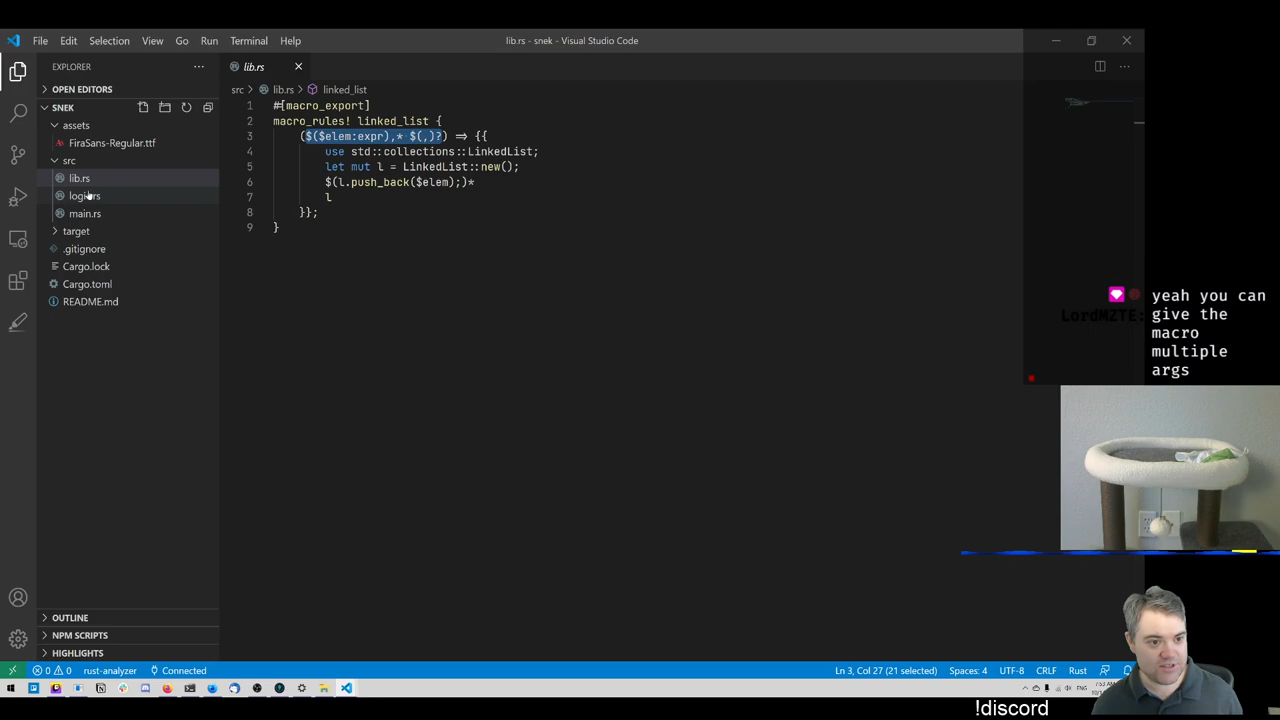 File Edit Selection View Go Run Terminal Help
lib.rs - snek - Visual Studio Code
EXPLORER
OPEN EDITORS
SNEK
assets
FiraSans-Regular.ttf
src
lib.rs
logic.rs
main.rs
target
.gitignore
Cargo.lock
Cargo.toml
README.md
OUTLINE
NPM SCRIPTS
HIGHLIGHTS
lib.rs
src > lib.rs > linked_list
1 #[macro_export]
2 macro_rules! linked_list {
3 ($($elem:expr),* $(,)?) => {{
4 use std::collections::LinkedList;
5 let mut l = LinkedList::new();
6 $(l.push_back($elem);)*
7 l
8 }};
9 }
LordMZTE: yeah you can
give the
macro
multiple
args
0 0 rust-analyzer Connected
Ln 3, Col 27 (21 selected) Spaces: 4 UTF-8 CRLF Rust
ENG
7:53 AM
!discord